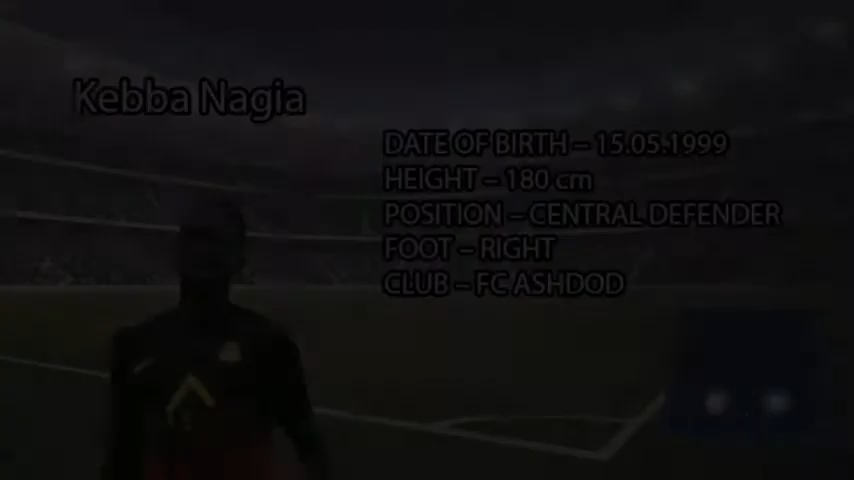 Kebba Nagia
DATE OF BIRTH – 15.05.1999
HEIGHT – 180 cm
POSITION – CENTRAL DEFENDER
FOOT – RIGHT
CLUB – FC ASHDOD